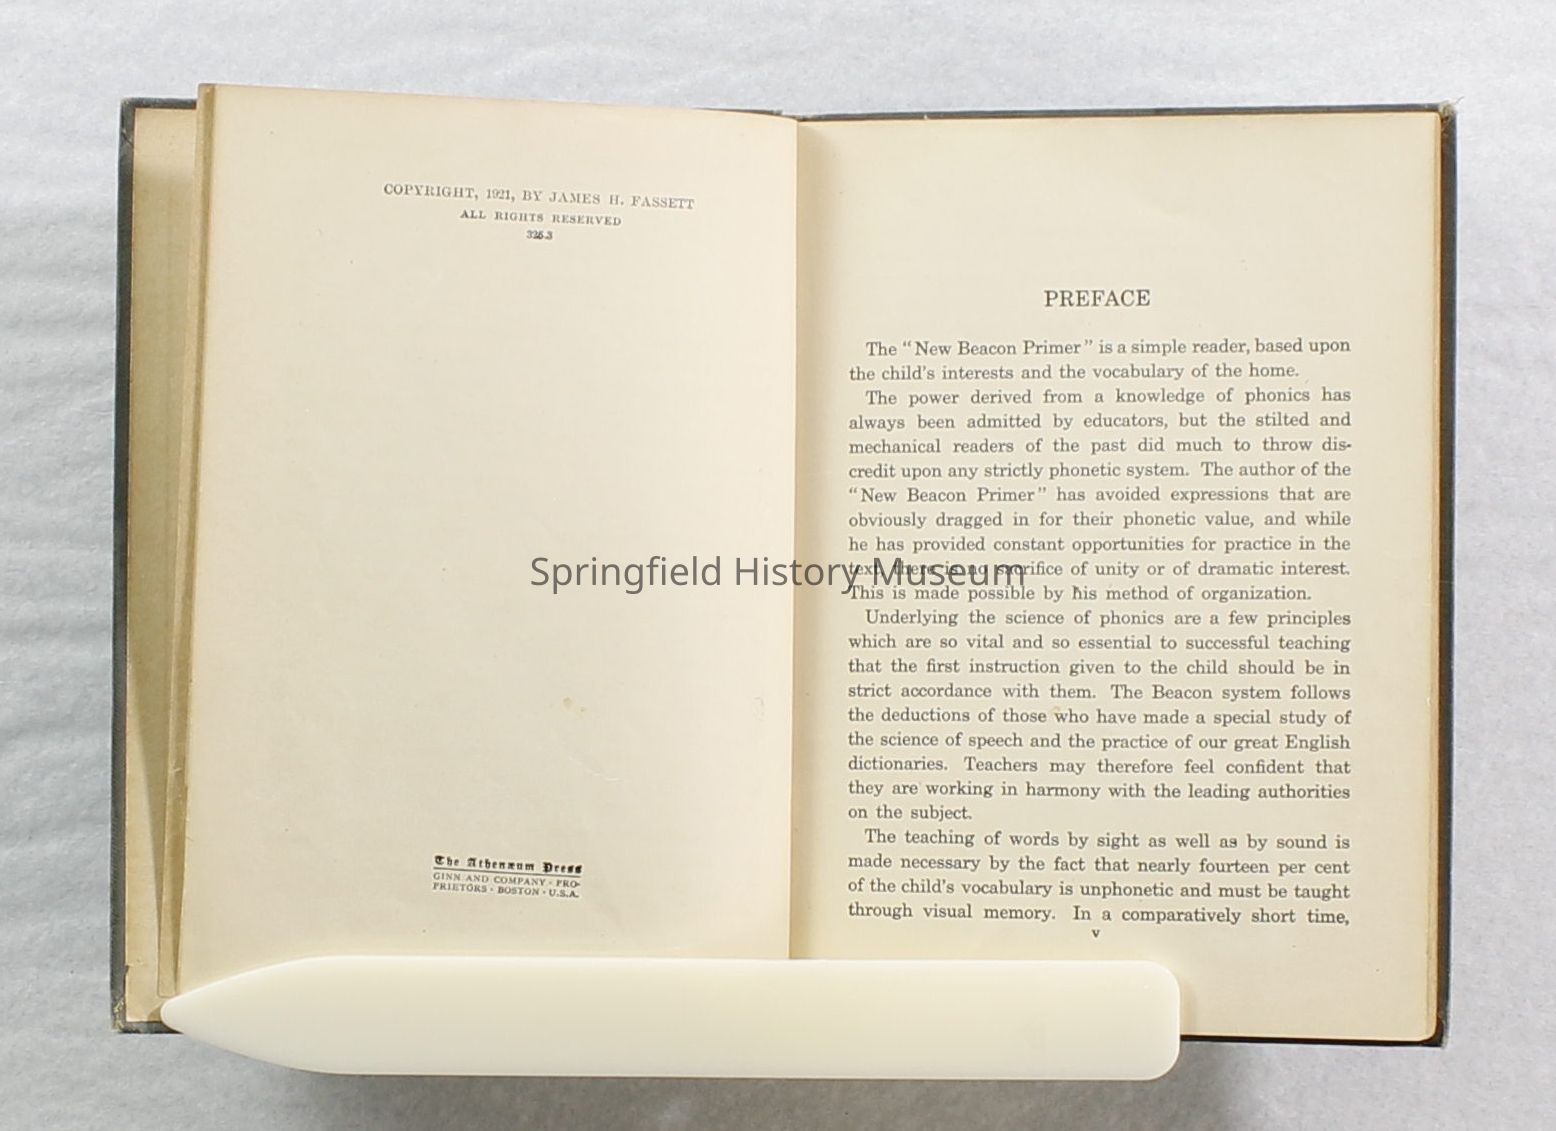 COPYRIGHT, 1921, BY JAMES H. FASSETT
ALL RIGHTS RESERVED
325.3
The Athenæum Press
GINN AND COMPANY · PRO-
PRIETORS · BOSTON · U.S.A.
PREFACE
The "New Beacon Primer" is a simple reader, based upon
the child's interests and the vocabulary of the home.
The power derived from a knowledge of phonics has
always been admitted by educators, but the stilted and
mechanical readers of the past did much to throw dis-
credit upon any strictly phonetic system. The author of the
"New Beacon Primer" has avoided expressions that are
obviously dragged in for their phonetic value, and while
he has provided constant opportunities for practice in the
text, there is no sacrifice of unity or of dramatic interest.
This is made possible by his method of organization.
Underlying the science of phonics are a few principles
which are so vital and so essential to successful teaching
that the first instruction given to the child should be in
strict accordance with them. The Beacon system follows
the deductions of those who have made a special study of
the science of speech and the practice of our great English
dictionaries. Teachers may therefore feel confident that
they are working in harmony with the leading authorities
on the subject.
The teaching of words by sight as well as by sound is
made necessary by the fact that nearly fourteen per cent
of the child's vocabulary is unphonetic and must be taught
through visual memory. In a comparatively short time,
v
Springfield History Museum